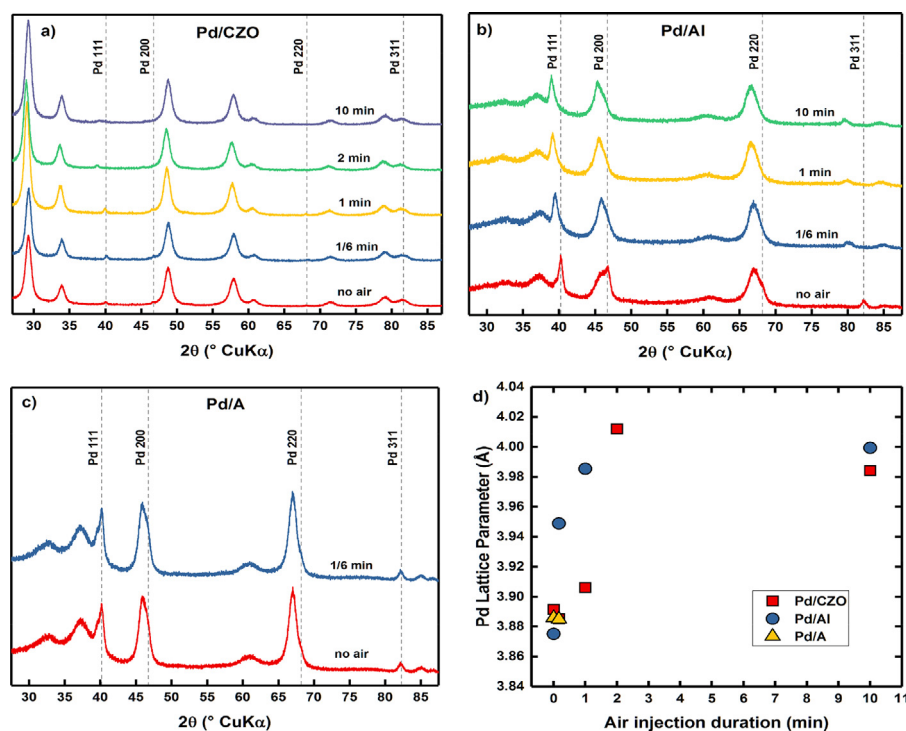 a) Pd/CZO
Pd 111
Pd 200
Pd 220
Pd 311
10 min
2 min
1 min
1/6 min
no air
30 35 40 45 50 55 60 65 70 75 80 85
2θ (° CuKα)
b) Pd/Al
Pd 111
Pd 200
Pd 220
Pd 311
10 min
1 min
1/6 min
no air
30 35 40 45 50 55 60 65 70 75 80 85
2θ (° CuKα)
c) Pd/A
Pd 111
Pd 200
Pd 220
Pd 311
1/6 min
no air
30 35 40 45 50 55 60 65 70 75 80 85
2θ (° CuKα)
d)
Pd Lattice Parameter (Å)
4.04
4.02
4.00
3.98
3.96
3.94
3.92
3.90
3.88
3.86
3.84
Pd/CZO
Pd/Al
Pd/A
0 1 2 3 4 5 6 7 8 9 10 11
Air injection duration (min)